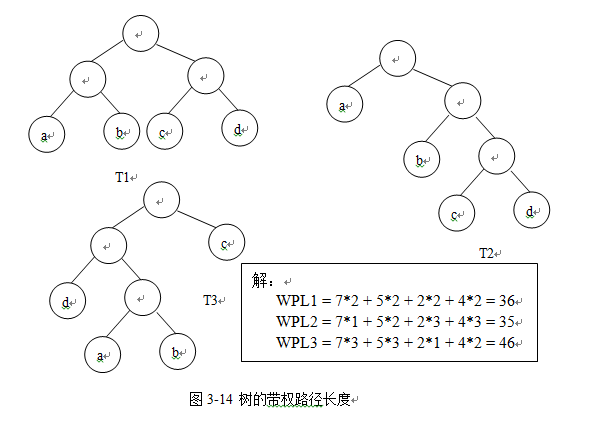 a b c d
T1
a
b
c d
T2
c
d
T3
a b
解：
WPL1 = 7*2 + 5*2 + 2*2 + 4*2 = 36
WPL2 = 7*1 + 5*2 + 2*3 + 4*3 = 35
WPL3 = 7*3 + 5*3 + 2*1 + 4*2 = 46
图 3-14 树的带权路径长度